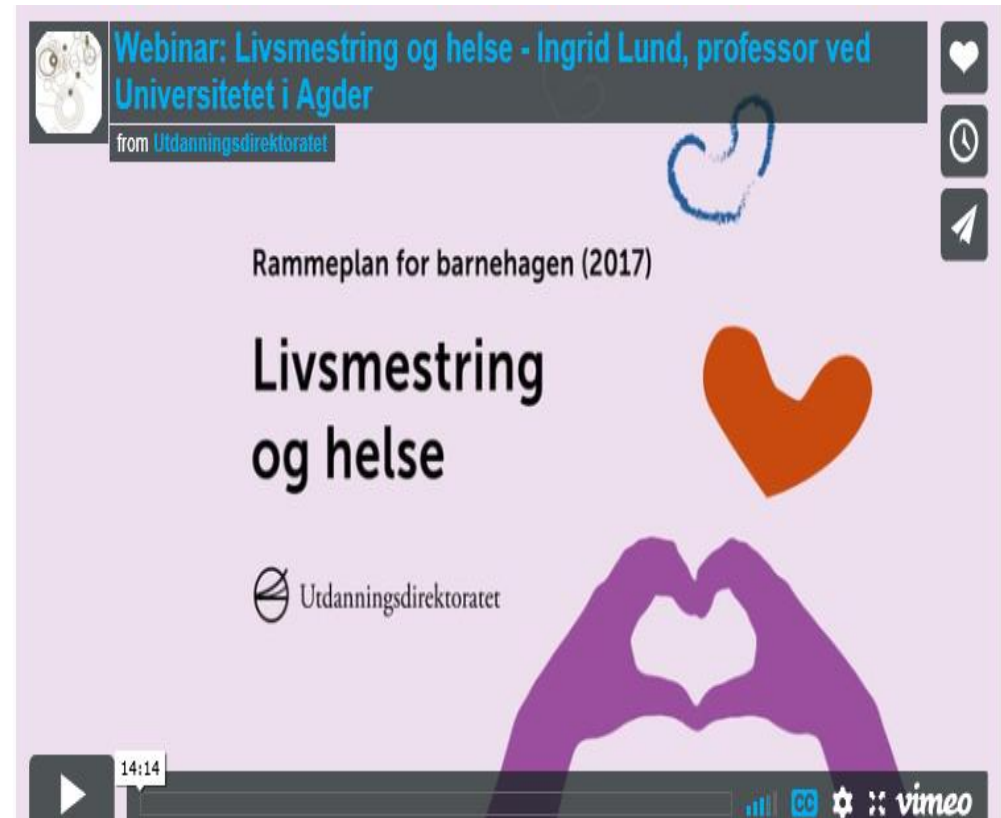 Webinar: Livsmestring og helse - Ingrid Lund, professor ved
Universitetet i Agder
from Utdanningsdirektoratet
Rammeplan for barnehagen (2017)
Livsmestring
og helse
Utdanningsdirektoratet
14:14
CC
vimeo